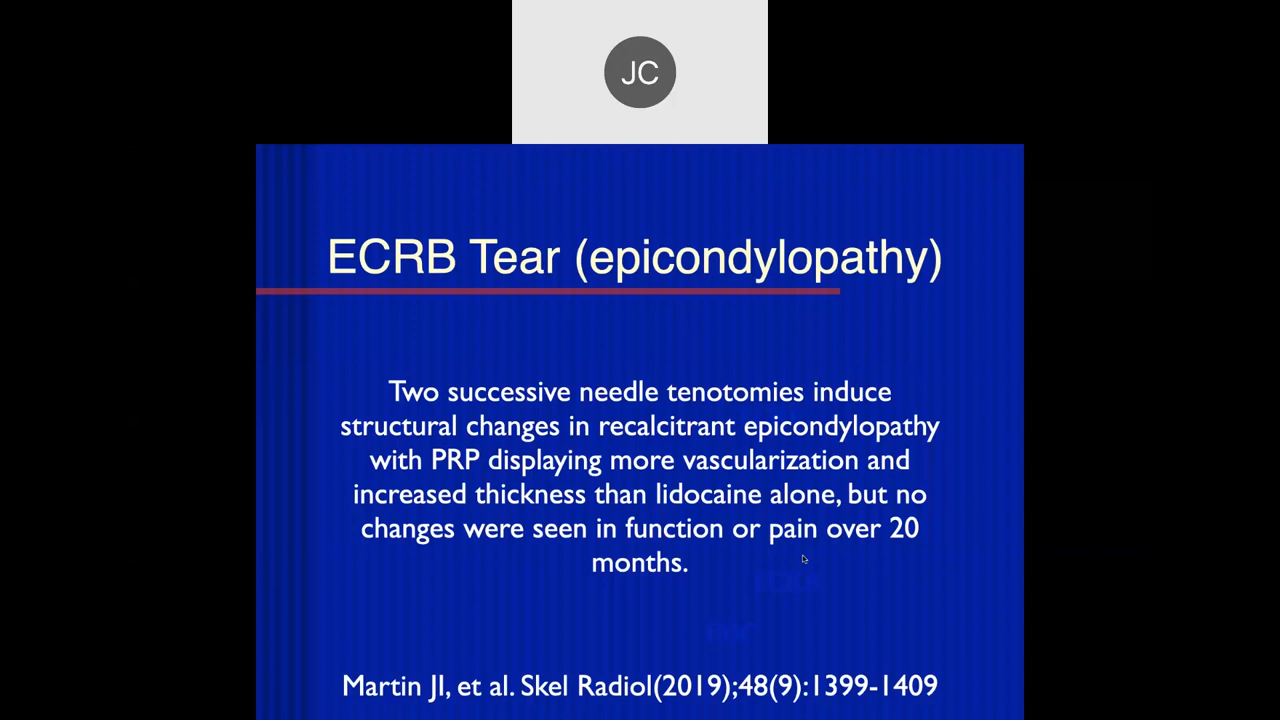 JC
ECRB Tear (epicondylopathy)
Two successive needle tenotomies induce
structural changes in recalcitrant epicondylopathy
with PRP displaying more vascularization and
increased thickness than lidocaine alone, but no
changes were seen in function or pain over 20
months.
Martin JI, et al. Skel Radiol(2019);48(9):1399-1409